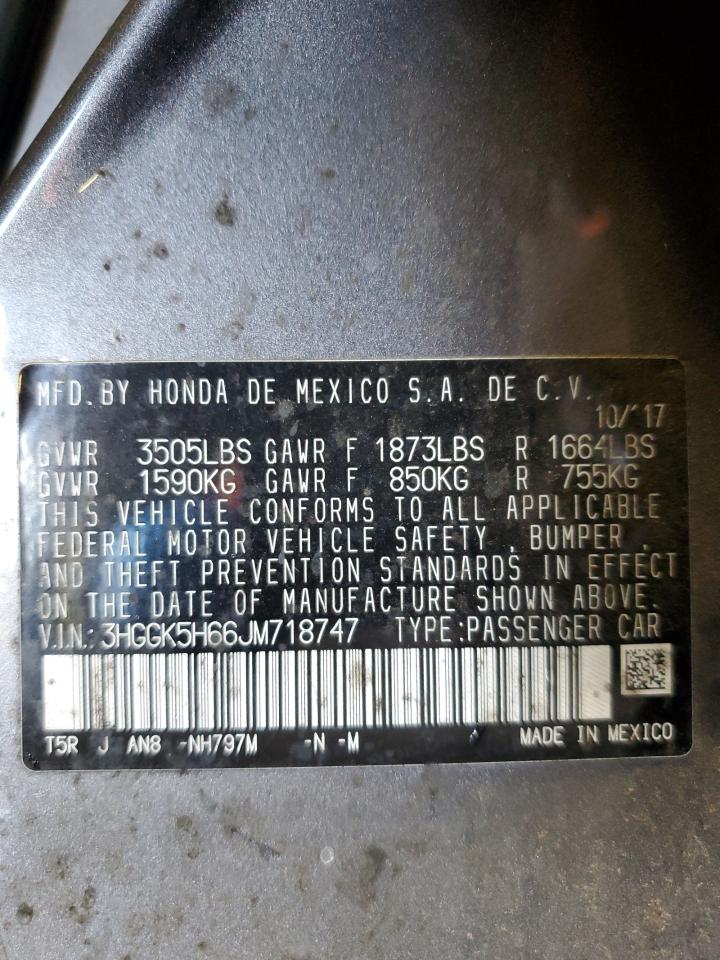 MFD. BY HONDA DE MEXICO S.A. DE C.V.
10/'17
GVWR 3505LBS GAWR F 1873LBS R 1664LBS
GVWR 1590KG GAWR F 850KG R 755KG
THIS VEHICLE CONFORMS TO ALL APPLICABLE
FEDERAL MOTOR VEHICLE SAFETY , BUMPER ,
AND THEFT PREVENTION STANDARDS IN EFFECT
ON THE DATE OF MANUFACTURE SHOWN ABOVE.
V.I.N.: 3HGGK5H66JM718747 TYPE:PASSENGER CAR
T5R J AN8 -NH797M -N -M MADE IN MEXICO